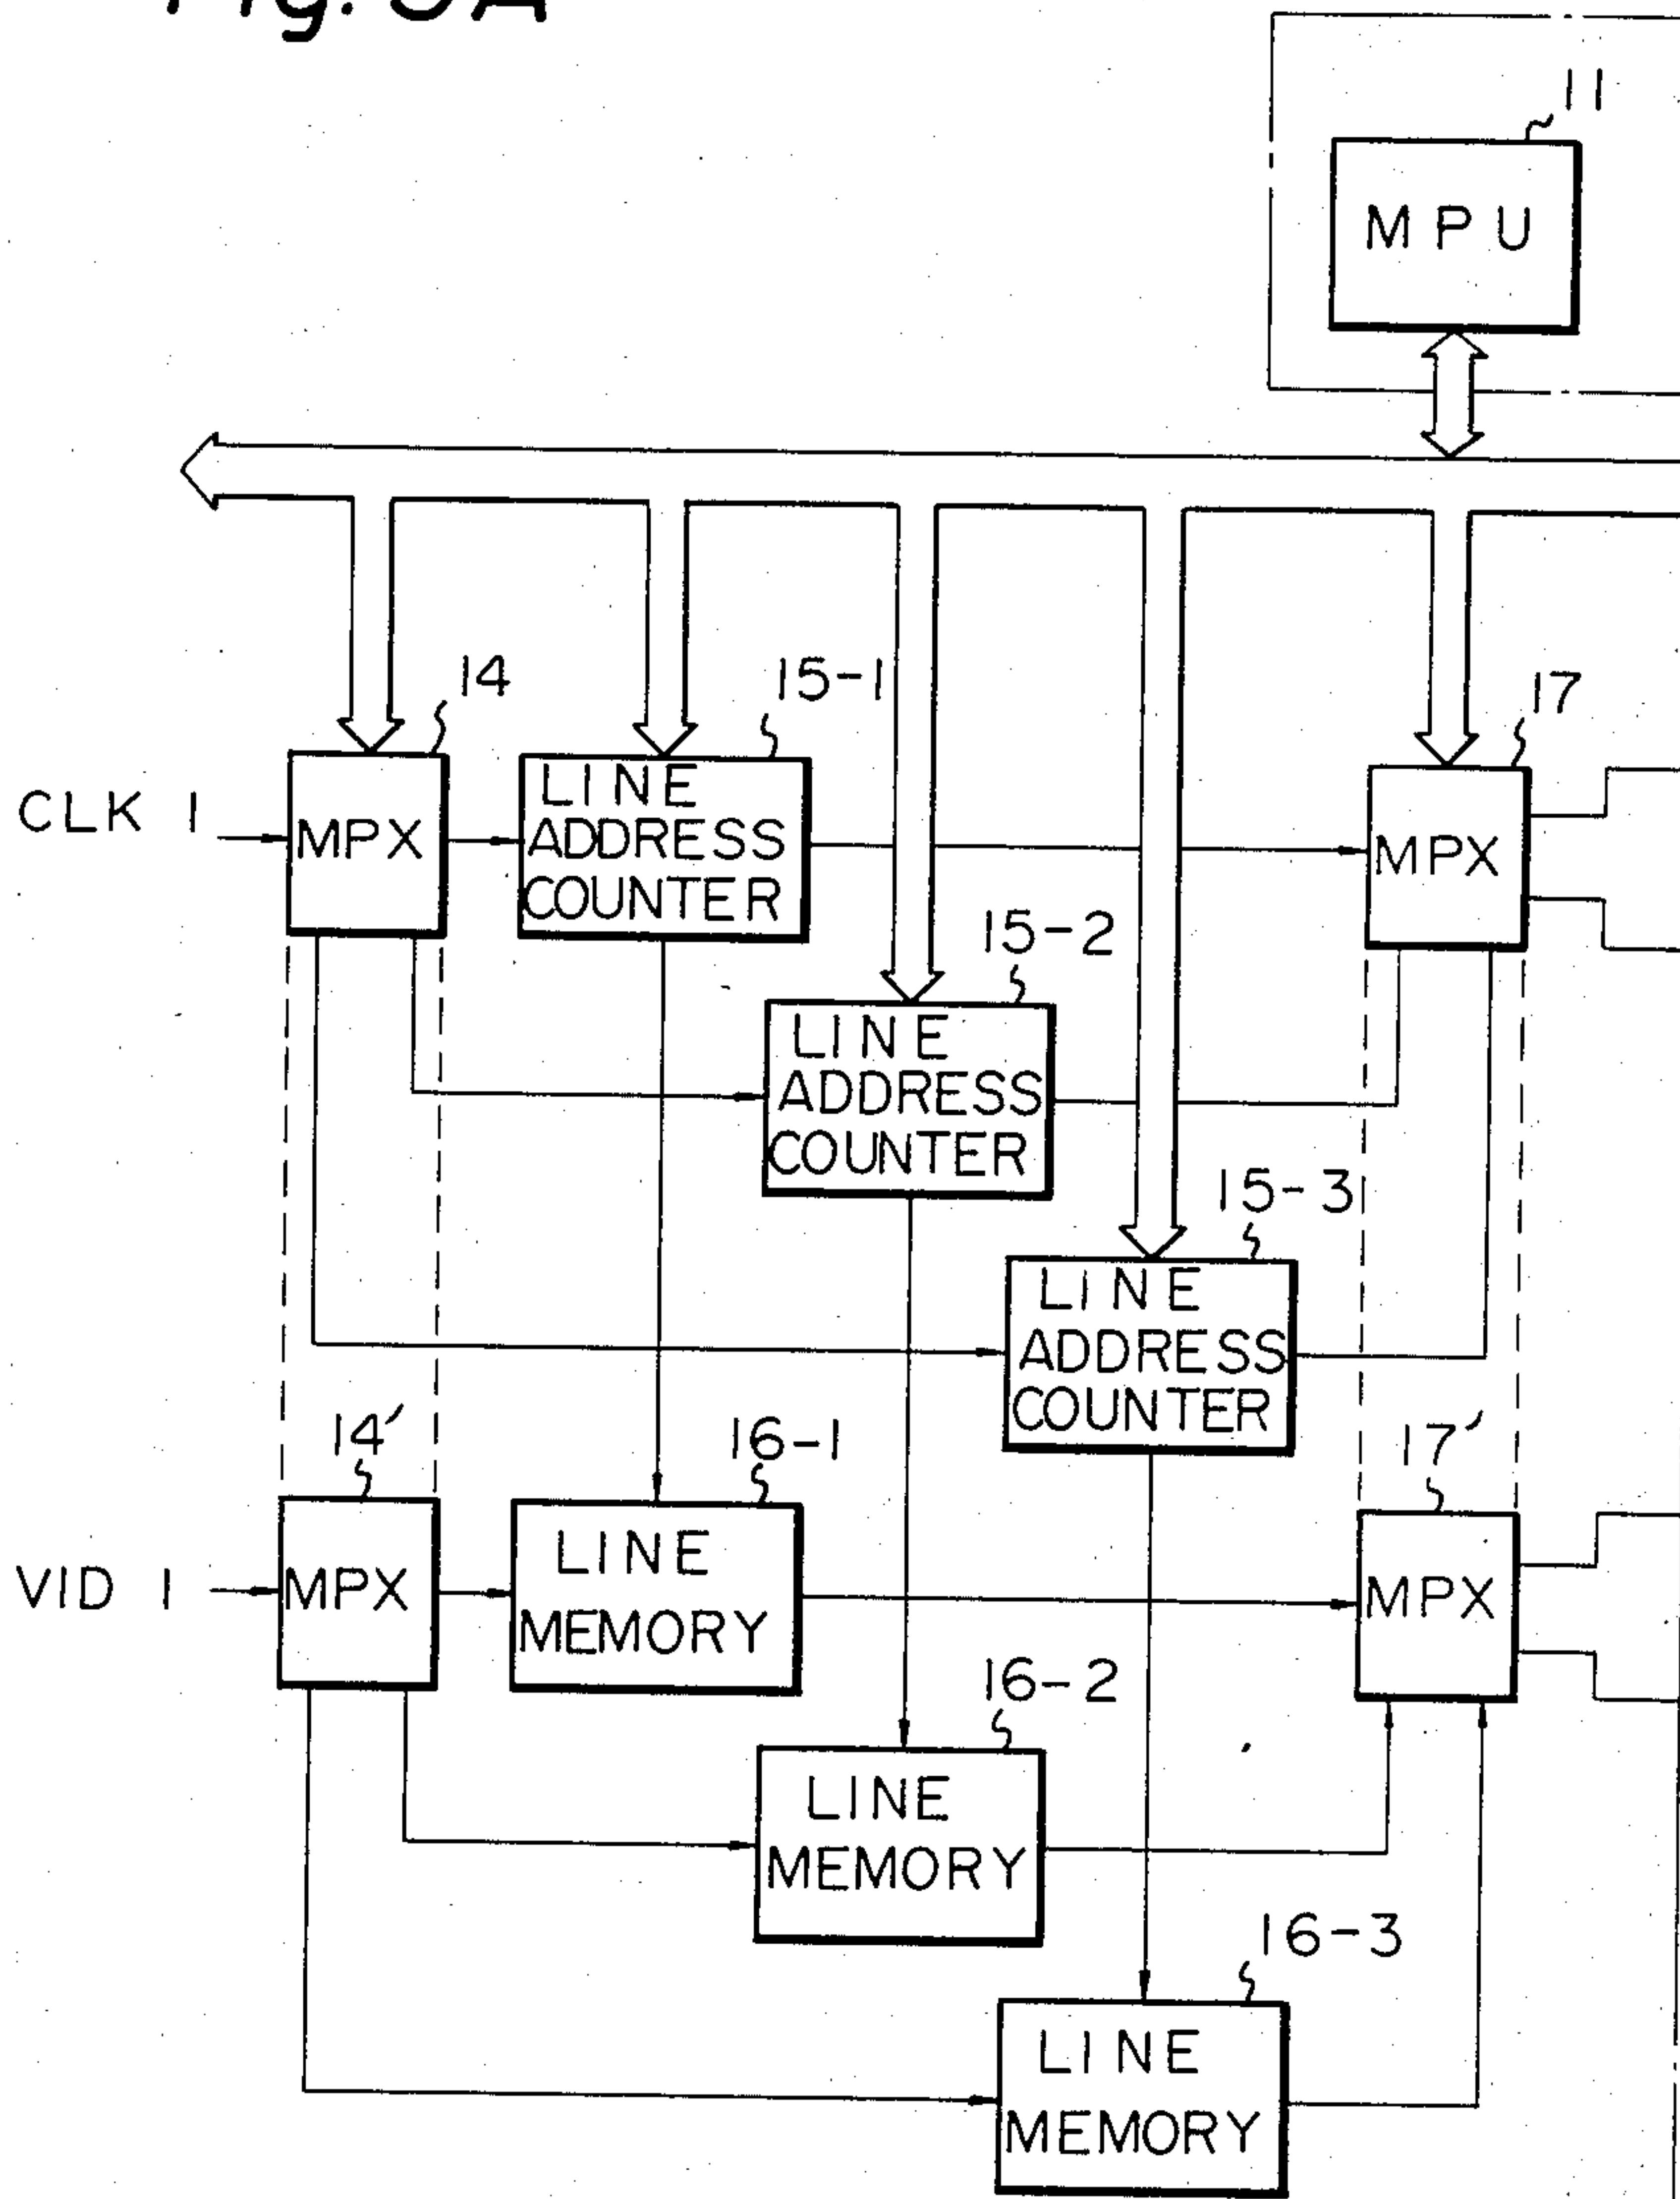 11
MPU
14
15-1
17
CLK 1
MPX
LINE
ADDRESS
COUNTER
MPX
15-2
LINE
ADDRESS
COUNTER
15-3
LINE
ADDRESS
COUNTER
14′
16-1
17′
VID 1
MPX
LINE
MEMORY
MPX
16-2
LINE
MEMORY
16-3
LINE
MEMORY